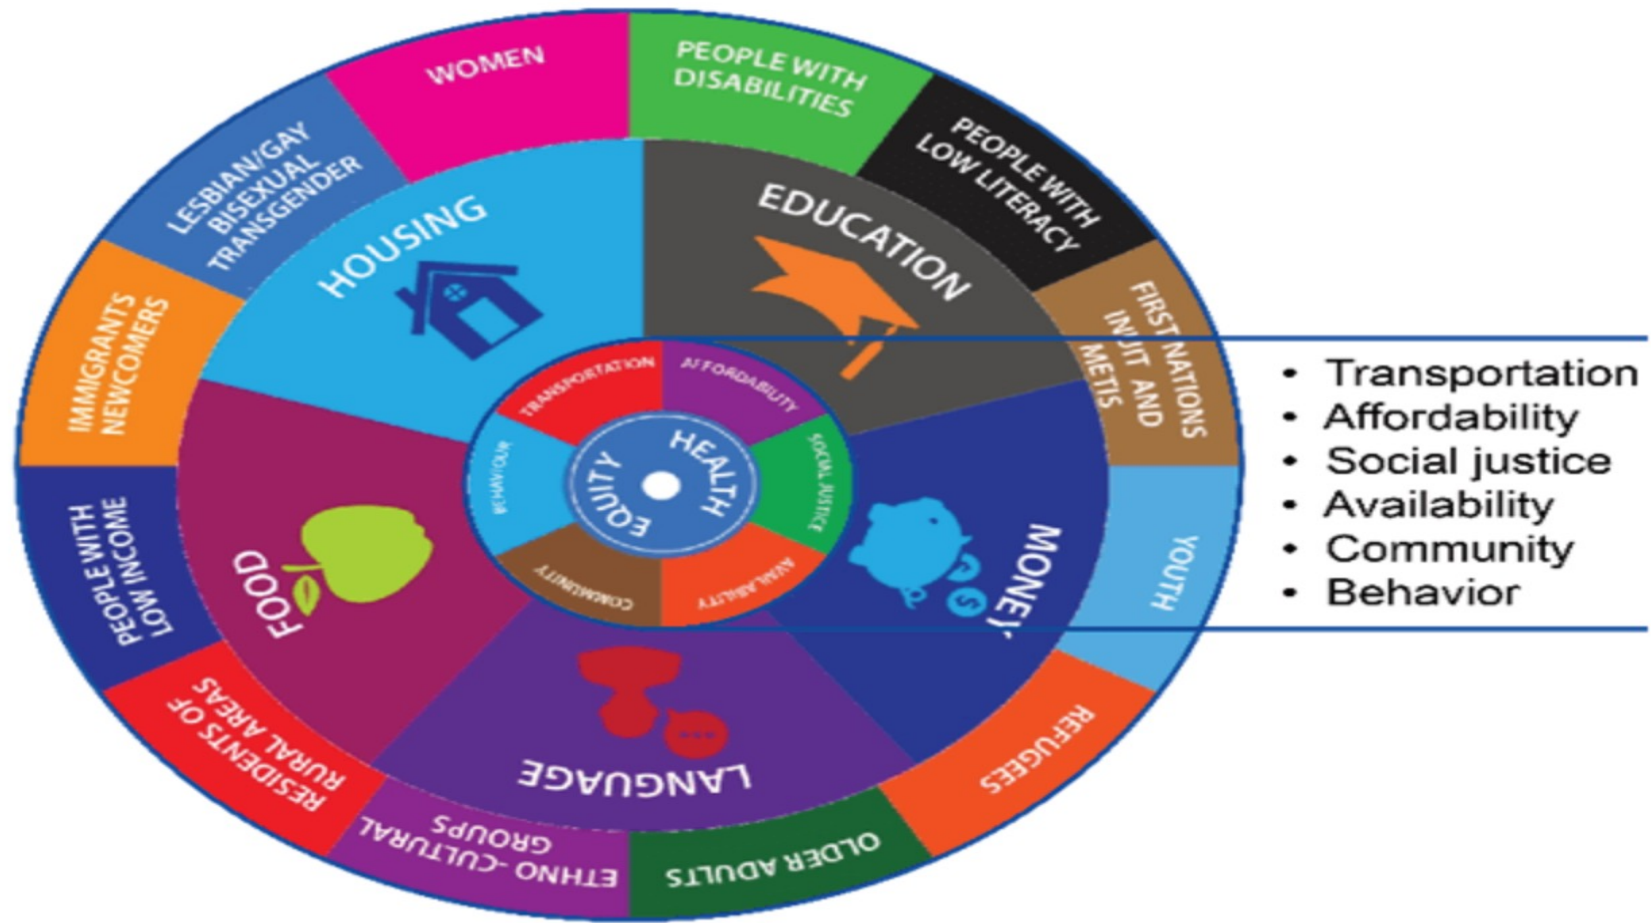 WOMEN
PEOPLE WITH
DISABILITIES
PEOPLE WITH
LOW LITERACY
FIRST NATIONS
INUIT AND
METIS
YOUTH
REFUGEES
OLDER ADULTS
ETHNO-CULTURAL
GROUPS
RESIDENTS OF
RURAL AREAS
PEOPLE WITH
LOW INCOME
IMMIGRANTS
NEWCOMERS
LESBIAN/GAY
BISEXUAL
TRANSGENDER
HOUSING
EDUCATION
MONEY
LANGUAGE
FOOD
TRANSPORTATION
AFFORDABILITY
SOCIAL JUSTICE
AVAILABILITY
COMMUNITY
BEHAVIOUR
HEALTH
EQUITY
• Transportation
• Affordability
• Social justice
• Availability
• Community
• Behavior